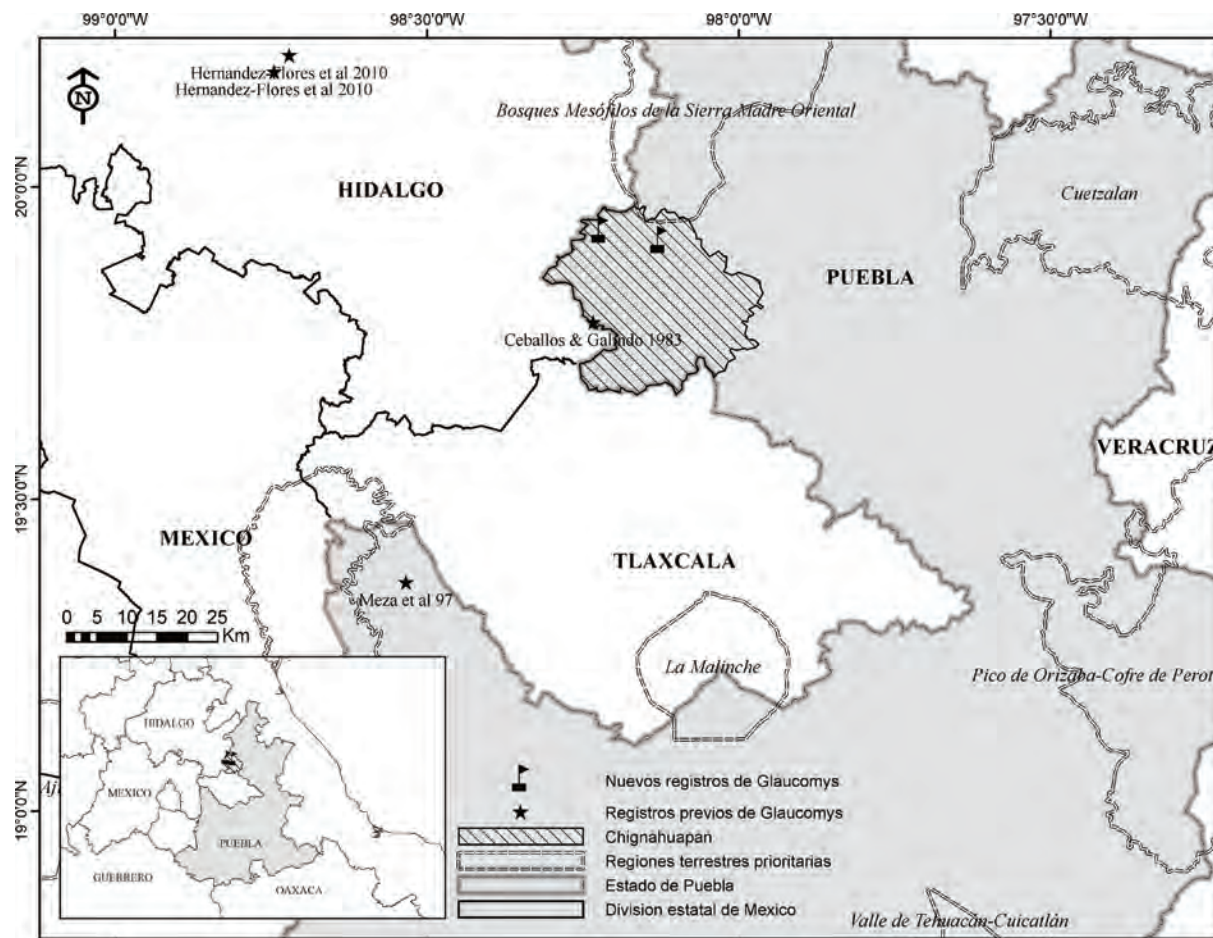 99°0'0"W 98°30'0"W 98°0'0"W 97°30'0"W
N
Hernandez-Flores et al 2010
Hernandez-Flores et al 2010
Bosques Mesófilos de la Sierra Madre Oriental
20°0'0"N
HIDALGO
Cuetzalan
PUEBLA
Ceballos & Galindo 1983
VERACRUZ
19°30'0"N
MEXICO
TLAXCALA
Meza et al 97
0 5 10 15 20 25
Km
La Malinche
Pico de Orizaba-Cofre de Perot
19°0'0"N
HIDALGO
MEXICO
PUEBLA
GUERRERO
OAXACA
Nuevos registros de Glaucomys
Registros previos de Glaucomys
Chignahuapan
Regiones terrestres prioritarias
Estado de Puebla
Division estatal de Mexico
Valle de Tehuacán-Cuicatlán